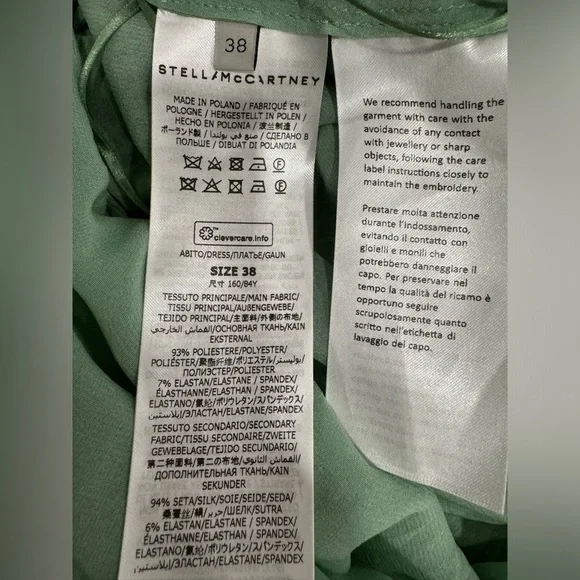 38
STELLA McCARTNEY
MADE IN POLAND / FABRIQUÉ EN
POLOGNE / HERGESTELLT IN POLEN /
HECHO EN POLONIA / 波兰制造 /
ポーランド製 / صنع في بولندا / СДЕЛАНО В
ПОЛЬШЕ / DIBUAT DI POLANDIA
clevercare.info
ABITO/DRESS/ПЛАТЬЕ/GAUN
SIZE 38
尺寸 160/84Y
TESSUTO PRINCIPALE/MAIN FABRIC/
TISSU PRINCIPAL/AUßENGEWEBE/
TEJIDO PRINCIPAL/主面料/外側の布地/
القماش الخارجي/ОСНОВНАЯ ТКАНЬ/KAIN
EKSTERNAL
93% POLIESTERE/POLYESTER/
POLIÉSTER/聚酯纤维/ポリエステル/بوليستر/
ПОЛИЭСТЕР/POLIESTER
7% ELASTAN/ELASTANE / SPANDEX/
ÉLASTHANNE/ELASTHAN / SPANDEX/
ELASTANO/氨纶/ポリウレタン/スパンデックス/
إيلاستين/ЭЛАСТАН/ELASTANE/SPANDEX
TESSUTO SECONDARIO/SECONDARY
FABRIC/TISSU SECONDAIRE/ZWEITE
GEWEBELAGE/TEJIDO SECUNDARIO/
第二种面料/第二の布地/القماش الثانوي/
ДОПОЛНИТЕЛЬНАЯ ТКАНЬ/KAIN
SEKUNDER
94% SETA/SILK/SOIE/SEIDE/SEDA/
桑蚕丝/絹/حرير/ШЕЛК/SUTRA
6% ELASTAN/ELASTANE / SPANDEX/
ÉLASTHANNE/ELASTHAN / SPANDEX/
ELASTANO/氨纶/ポリウレタン/スパンデックス/
إيلاستين/ЭЛАСТАН/ELASTANE/SPANDEX
We recommend handling the
garment with care with the
avoidance of any contact
with jewellery or sharp
objects, following the care
label instructions closely to
maintain the embroidery.
Prestare molta attenzione
durante l'indossamento,
evitando il contatto con
gioielli e monili che
potrebbero danneggiare il
capo. Per preservare nel
tempo la qualità del ricamo è
opportuno seguire
scrupolosamente quanto
scritto nell'etichetta di
lavaggio del capo.